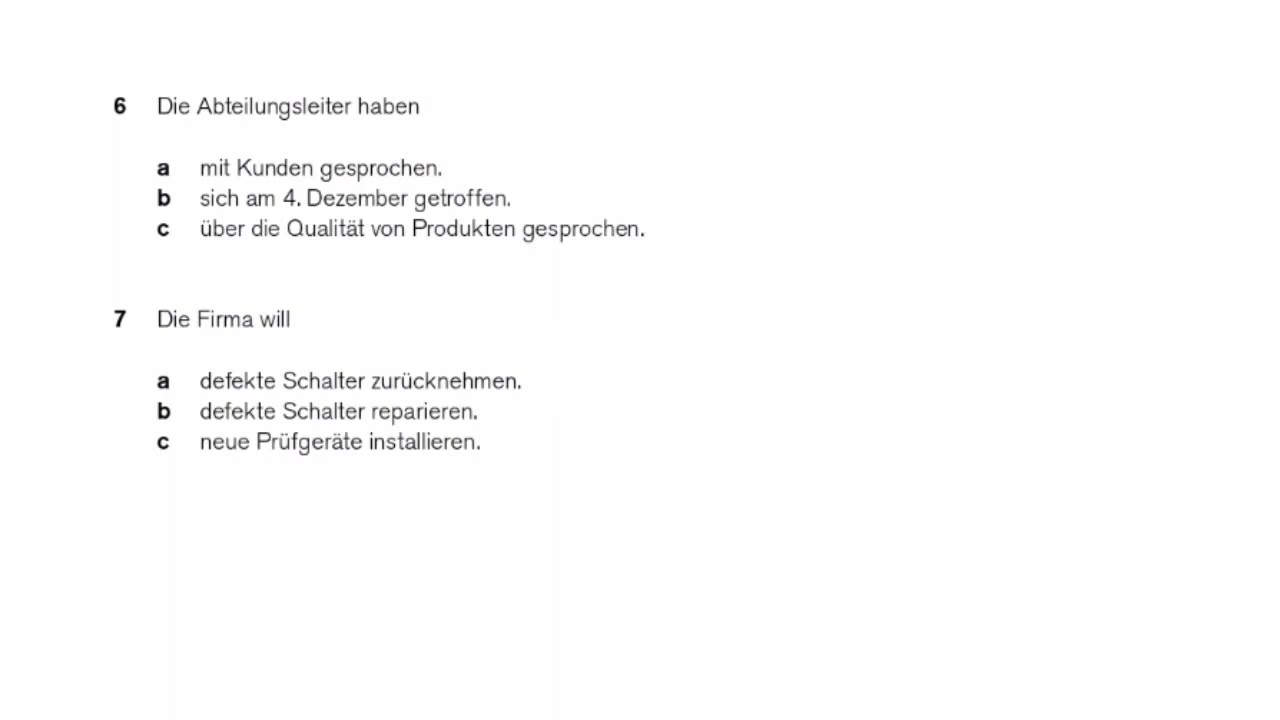 6 Die Abteilungsleiter haben
a mit Kunden gesprochen.
b sich am 4. Dezember getroffen.
c über die Qualität von Produkten gesprochen.
7 Die Firma will
a defekte Schalter zurücknehmen.
b defekte Schalter reparieren.
c neue Prüfgeräte installieren.